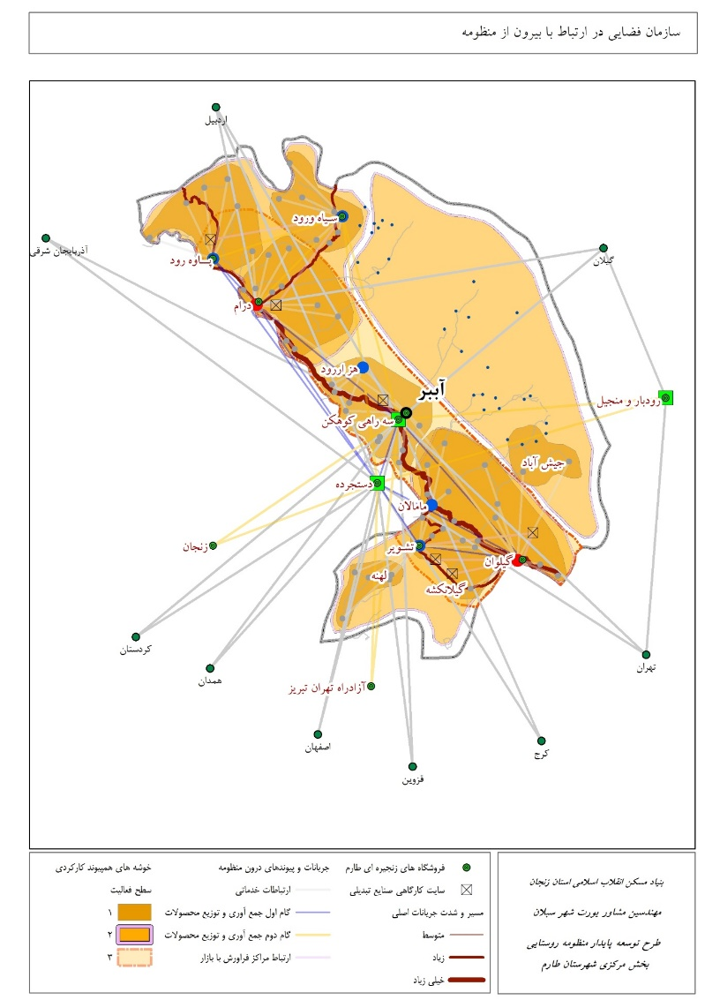 سازمان فضایی در ارتباط با بیرون از منظومه
اردبیل
سیاه ورود
آذربایجان شرقی
پاوه رود
گیلان
درام
هزاررود
آببر
رودبار و منجیل
سه راهی کوهکن
جیش آباد
دستجرده
مامالان
زنجان
تشویر
گیلوان
لهنه
گیلانکشه
کردستان
تهران
همدان
آزادراه تهران تبریز
اصفهان
کرج
قزوین
خوشه های همپیوند کارکردی
سطح فعالیت
۱
۲
۳
جریانات و پیوندهای درون منظومه
ارتباطات خدماتی
گام اول جمع آوری و توزیع محصولات
گام دوم جمع آوری و توزیع محصولات
ارتباط مراکز فراورش با بازار
فروشگاه های زنجیره ای طارم
سایت کارگاهی صنایع تبدیلی
مسیر و شدت جریانات اصلی
متوسط
زیاد
خیلی زیاد
بنیاد مسکن انقلاب اسلامی استان زنجان
مهندسین مشاور یورت شهر سبلان
طرح توسعه پایدار منظومه روستایی
بخش مرکزی شهرستان طارم